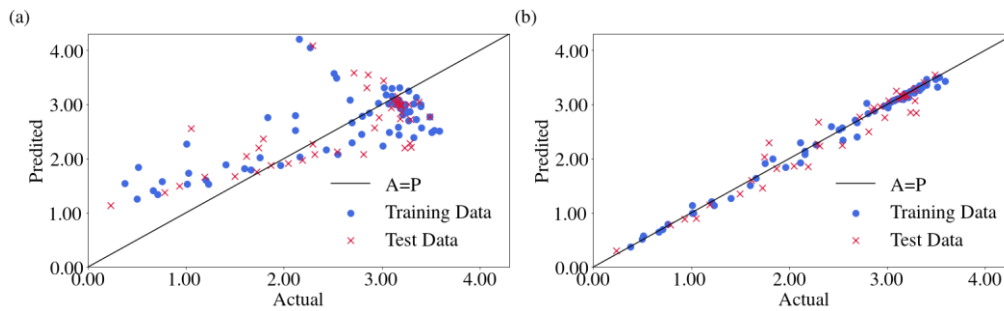 (a)
4.00
3.00
2.00
1.00
0.00
Predited
0.00 1.00 2.00 3.00 4.00
Actual
A=P
Training Data
Test Data
(b)
4.00
3.00
2.00
1.00
0.00
Predited
0.00 1.00 2.00 3.00 4.00
Actual
A=P
Training Data
Test Data